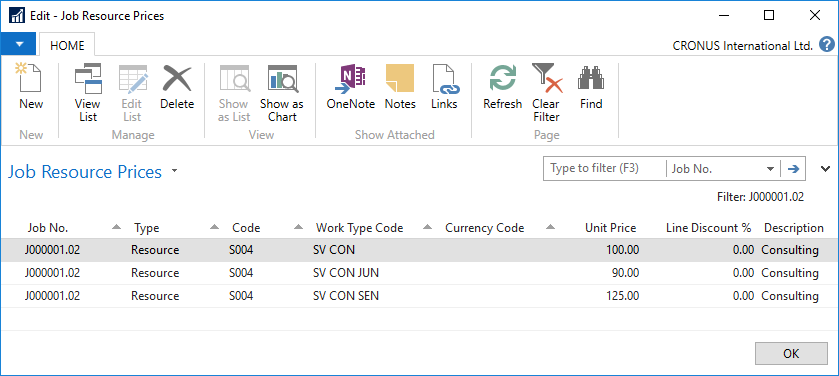 Edit - Job Resource Prices
HOME
CRONUS International Ltd.
New
View List
Edit List
Delete
Show as List
Show as Chart
OneNote
Notes
Links
Refresh
Clear Filter
Find
New
Manage
View
Show Attached
Page
Job Resource Prices
Type to filter (F3)
Job No.
Filter: J000001.02
Job No. Type Code Work Type Code Currency Code Unit Price Line Discount % Description
J000001.02 Resource S004 SV CON 100.00 0.00 Consulting
J000001.02 Resource S004 SV CON JUN 90.00 0.00 Consulting
J000001.02 Resource S004 SV CON SEN 125.00 0.00 Consulting
OK